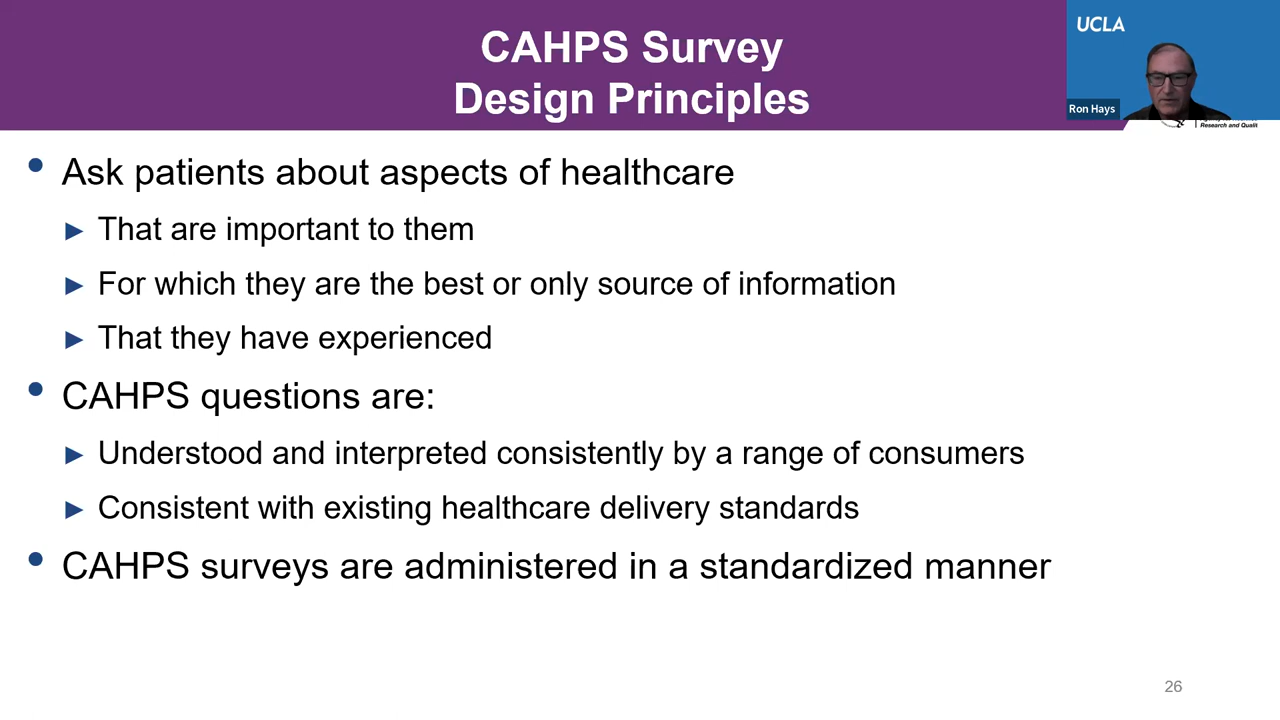 CAHPS Survey
Design Principles
UCLA
Ron Hays
Research and Quali
• Ask patients about aspects of healthcare
► That are important to them
► For which they are the best or only source of information
► That they have experienced
• CAHPS questions are:
► Understood and interpreted consistently by a range of consumers
► Consistent with existing healthcare delivery standards
• CAHPS surveys are administered in a standardized manner
26